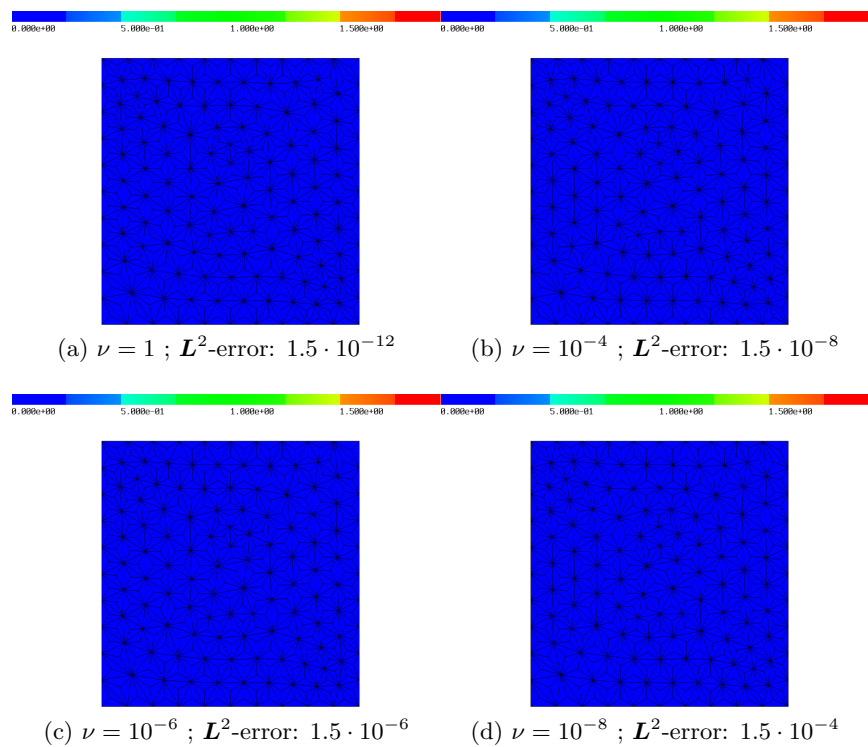 0.000e+00 5.000e-01 1.000e+00 1.500e+00 0.000e+00 5.000e-01 1.000e+00 1.500e+00
(a) ν = 1 ; L²-error: 1.5 · 10⁻¹²
(b) ν = 10⁻⁴ ; L²-error: 1.5 · 10⁻⁸
0.000e+00 5.000e-01 1.000e+00 1.500e+00 0.000e+00 5.000e-01 1.000e+00 1.500e+00
(c) ν = 10⁻⁶ ; L²-error: 1.5 · 10⁻⁶
(d) ν = 10⁻⁸ ; L²-error: 1.5 · 10⁻⁴